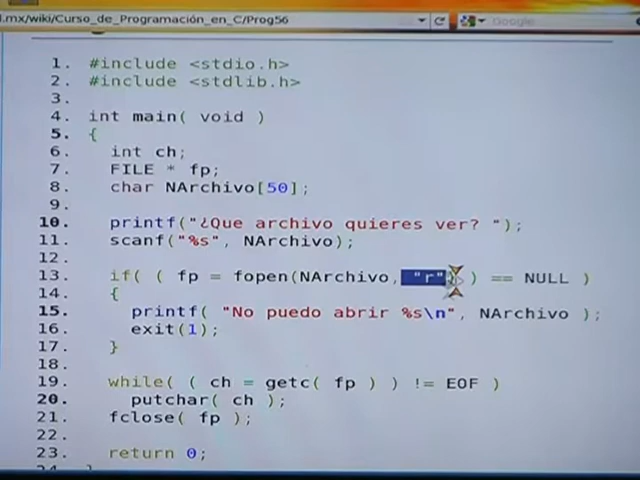 l.mx/wiki/Curso_de_Programación_en_C/Prog56
Google
1. #include <stdio.h>
2. #include <stdlib.h>
3.
4. int main( void )
5. {
6. int ch;
7. FILE * fp;
8. char NArchivo[50];
9.
10. printf("¿Que archivo quieres ver? ");
11. scanf("%s", NArchivo);
12.
13. if( ( fp = fopen(NArchivo, "r") ) == NULL )
14. {
15. printf( "No puedo abrir %s\n", NArchivo );
16. exit(1);
17. }
18.
19. while( ( ch = getc( fp ) ) != EOF )
20. putchar( ch );
21. fclose( fp );
22.
23. return 0;
24. }